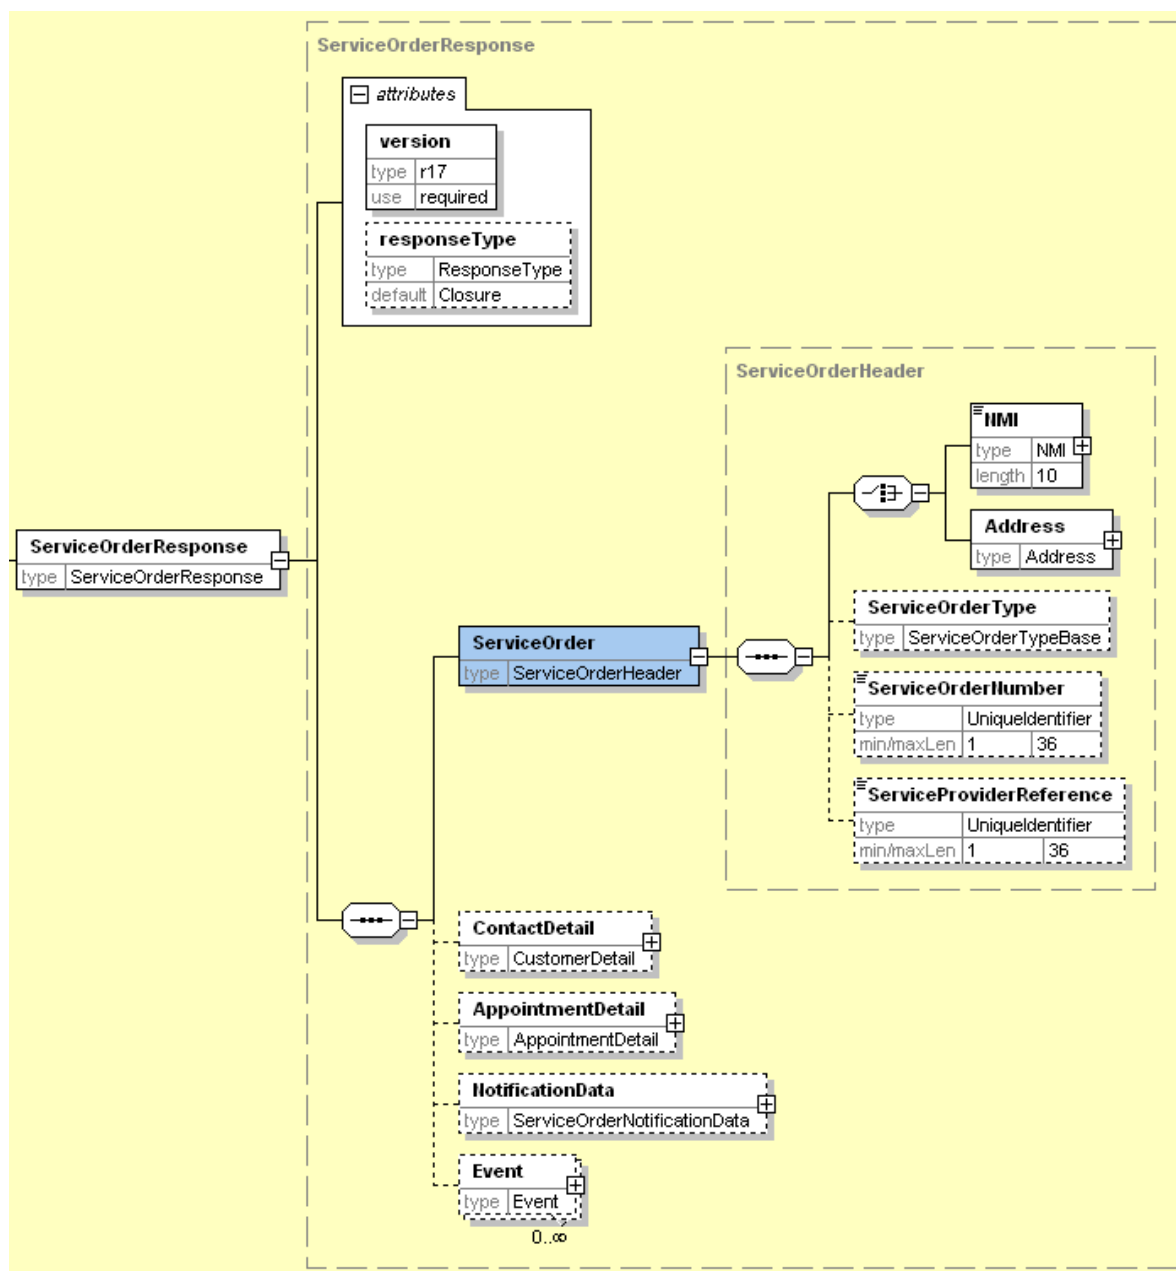 ServiceOrderResponse
attributes
version
type r17
use required
responseType
type ResponseType
default Closure
ServiceOrderHeader
NMI
type NMI
length 10
Address
type Address
ServiceOrderResponse
type ServiceOrderResponse
ServiceOrderType
type ServiceOrderTypeBase
ServiceOrder
type ServiceOrderHeader
ServiceOrderNumber
type UniqueIdentifier
min/maxLen 1 36
ServiceProviderReference
type UniqueIdentifier
min/maxLen 1 36
ContactDetail
type CustomerDetail
AppointmentDetail
type AppointmentDetail
NotificationData
type ServiceOrderNotificationData
Event
type Event
0..∞